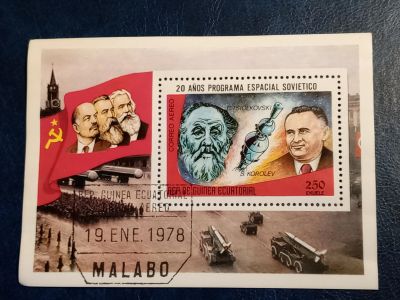 20 AÑOS PROGRAMA ESPACIAL SOVIETICO
CORREO AEREO
TSIOLKOVSKI
S. KOROLEV
REP. DE GUINEA ECUATORIAL
250
EKUELE
REP. GUINEA ECUATORIAL
AEREO
19.ENE.1978
MALABO